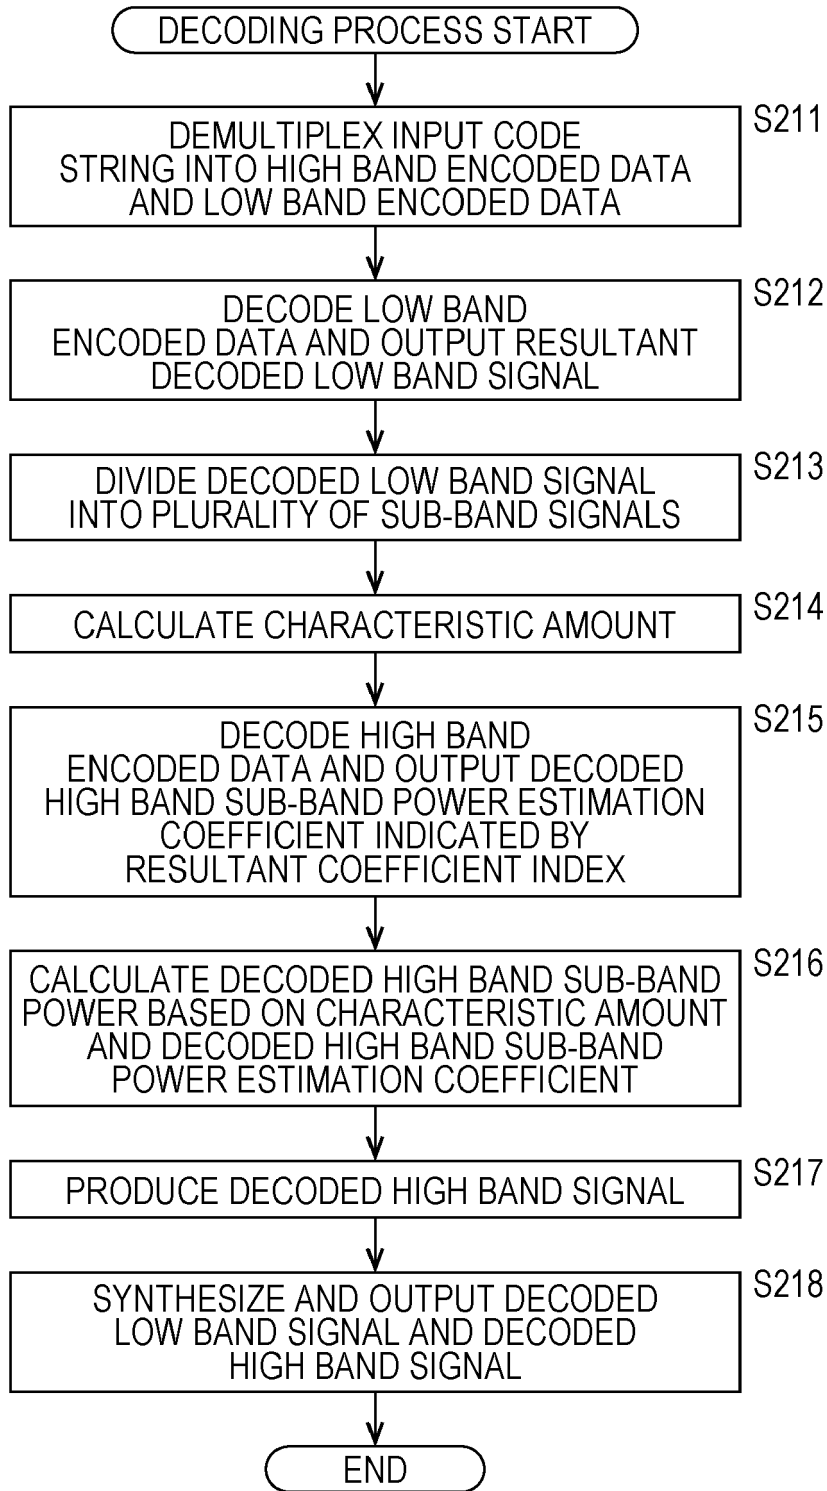 DECODING PROCESS START
S211
DEMULTIPLEX INPUT CODE
STRING INTO HIGH BAND ENCODED DATA
AND LOW BAND ENCODED DATA
S212
DECODE LOW BAND
ENCODED DATA AND OUTPUT RESULTANT
DECODED LOW BAND SIGNAL
S213
DIVIDE DECODED LOW BAND SIGNAL
INTO PLURALITY OF SUB-BAND SIGNALS
S214
CALCULATE CHARACTERISTIC AMOUNT
S215
DECODE HIGH BAND
ENCODED DATA AND OUTPUT DECODED
HIGH BAND SUB-BAND POWER ESTIMATION
COEFFICIENT INDICATED BY
RESULTANT COEFFICIENT INDEX
S216
CALCULATE DECODED HIGH BAND SUB-BAND
POWER BASED ON CHARACTERISTIC AMOUNT
AND DECODED HIGH BAND SUB-BAND
POWER ESTIMATION COEFFICIENT
S217
PRODUCE DECODED HIGH BAND SIGNAL
S218
SYNTHESIZE AND OUTPUT DECODED
LOW BAND SIGNAL AND DECODED
HIGH BAND SIGNAL
END